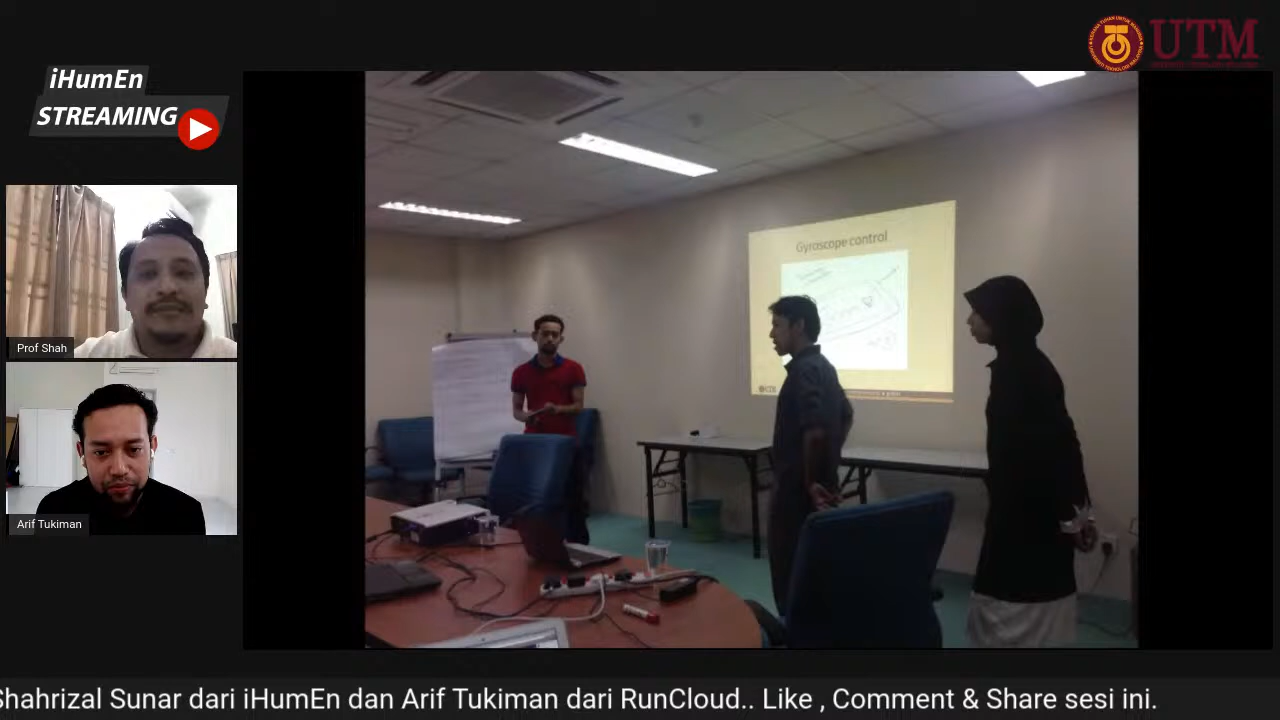 iHumEn
STREAMING
UTM
Prof Shah
Arif Tukiman
Gyroscope control
Shahrizal Sunar dari iHumEn dan Arif Tukiman dari RunCloud.. Like , Comment & Share sesi ini.